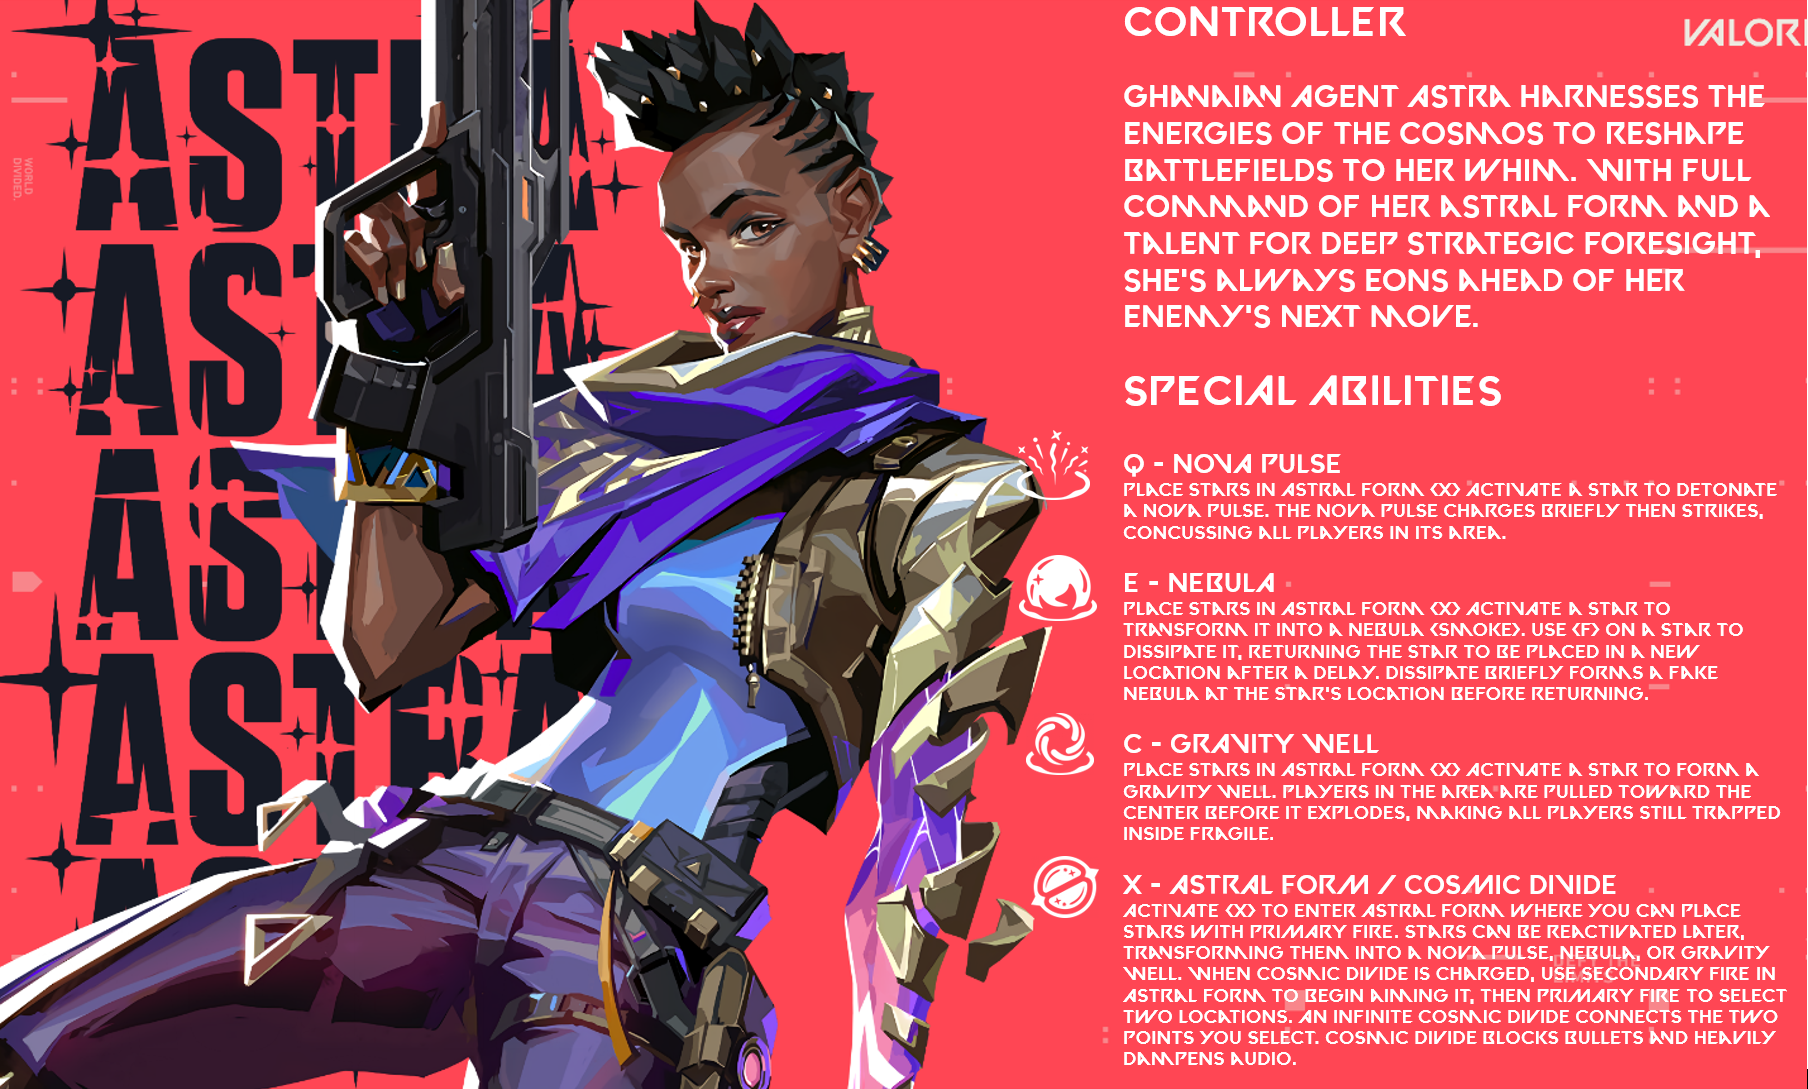 ASTRA
ASTRA
ASTRA
ASTRA
WORLD
DIVIDED.
CONTROLLER
VALOR
GHANAIAN AGENT ASTRA HARNESSES THE
ENERGIES OF THE COSMOS TO RESHAPE
BATTLEFIELDS TO HER WHIM. WITH FULL
COMMAND OF HER ASTRAL FORM AND A
TALENT FOR DEEP STRATEGIC FORESIGHT,
SHE'S ALWAYS EONS AHEAD OF HER
ENEMY'S NEXT MOVE.
SPECIAL ABILITIES
Q - NOVA PULSE
PLACE STARS IN ASTRAL FORM (X) ACTIVATE A STAR TO DETONATE
A NOVA PULSE. THE NOVA PULSE CHARGES BRIEFLY THEN STRIKES,
CONCUSSING ALL PLAYERS IN ITS AREA.
E - NEBULA
PLACE STARS IN ASTRAL FORM (X) ACTIVATE A STAR TO
TRANSFORM IT INTO A NEBULA (SMOKE). USE (F) ON A STAR TO
DISSIPATE IT, RETURNING THE STAR TO BE PLACED IN A NEW
LOCATION AFTER A DELAY. DISSIPATE BRIEFLY FORMS A FAKE
NEBULA AT THE STAR'S LOCATION BEFORE RETURNING.
C - GRAVITY WELL
PLACE STARS IN ASTRAL FORM (X) ACTIVATE A STAR TO FORM A
GRAVITY WELL. PLAYERS IN THE AREA ARE PULLED TOWARD THE
CENTER BEFORE IT EXPLODES, MAKING ALL PLAYERS STILL TRAPPED
INSIDE FRAGILE.
X - ASTRAL FORM / COSMIC DIVIDE
ACTIVATE (X) TO ENTER ASTRAL FORM WHERE YOU CAN PLACE
STARS WITH PRIMARY FIRE. STARS CAN BE REACTIVATED LATER,
TRANSFORMING THEM INTO A NOVA PULSE, NEBULA, OR GRAVITY
WELL. WHEN COSMIC DIVIDE IS CHARGED, USE SECONDARY FIRE IN
ASTRAL FORM TO BEGIN AIMING IT, THEN PRIMARY FIRE TO SELECT
TWO LOCATIONS. AN INFINITE COSMIC DIVIDE CONNECTS THE TWO
POINTS YOU SELECT. COSMIC DIVIDE BLOCKS BULLETS AND HEAVILY
DAMPENS AUDIO.